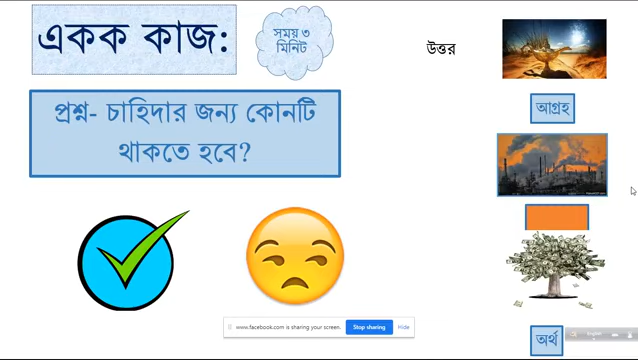 একক কাজ:
সময় ৩
মিনিট
উত্তর
প্রশ্ন- চাহিদার জন্য কোনটি
থাকতে হবে?
আগ্রহ
অর্থ
www.facebook.com is sharing your screen.
Stop sharing
Hide